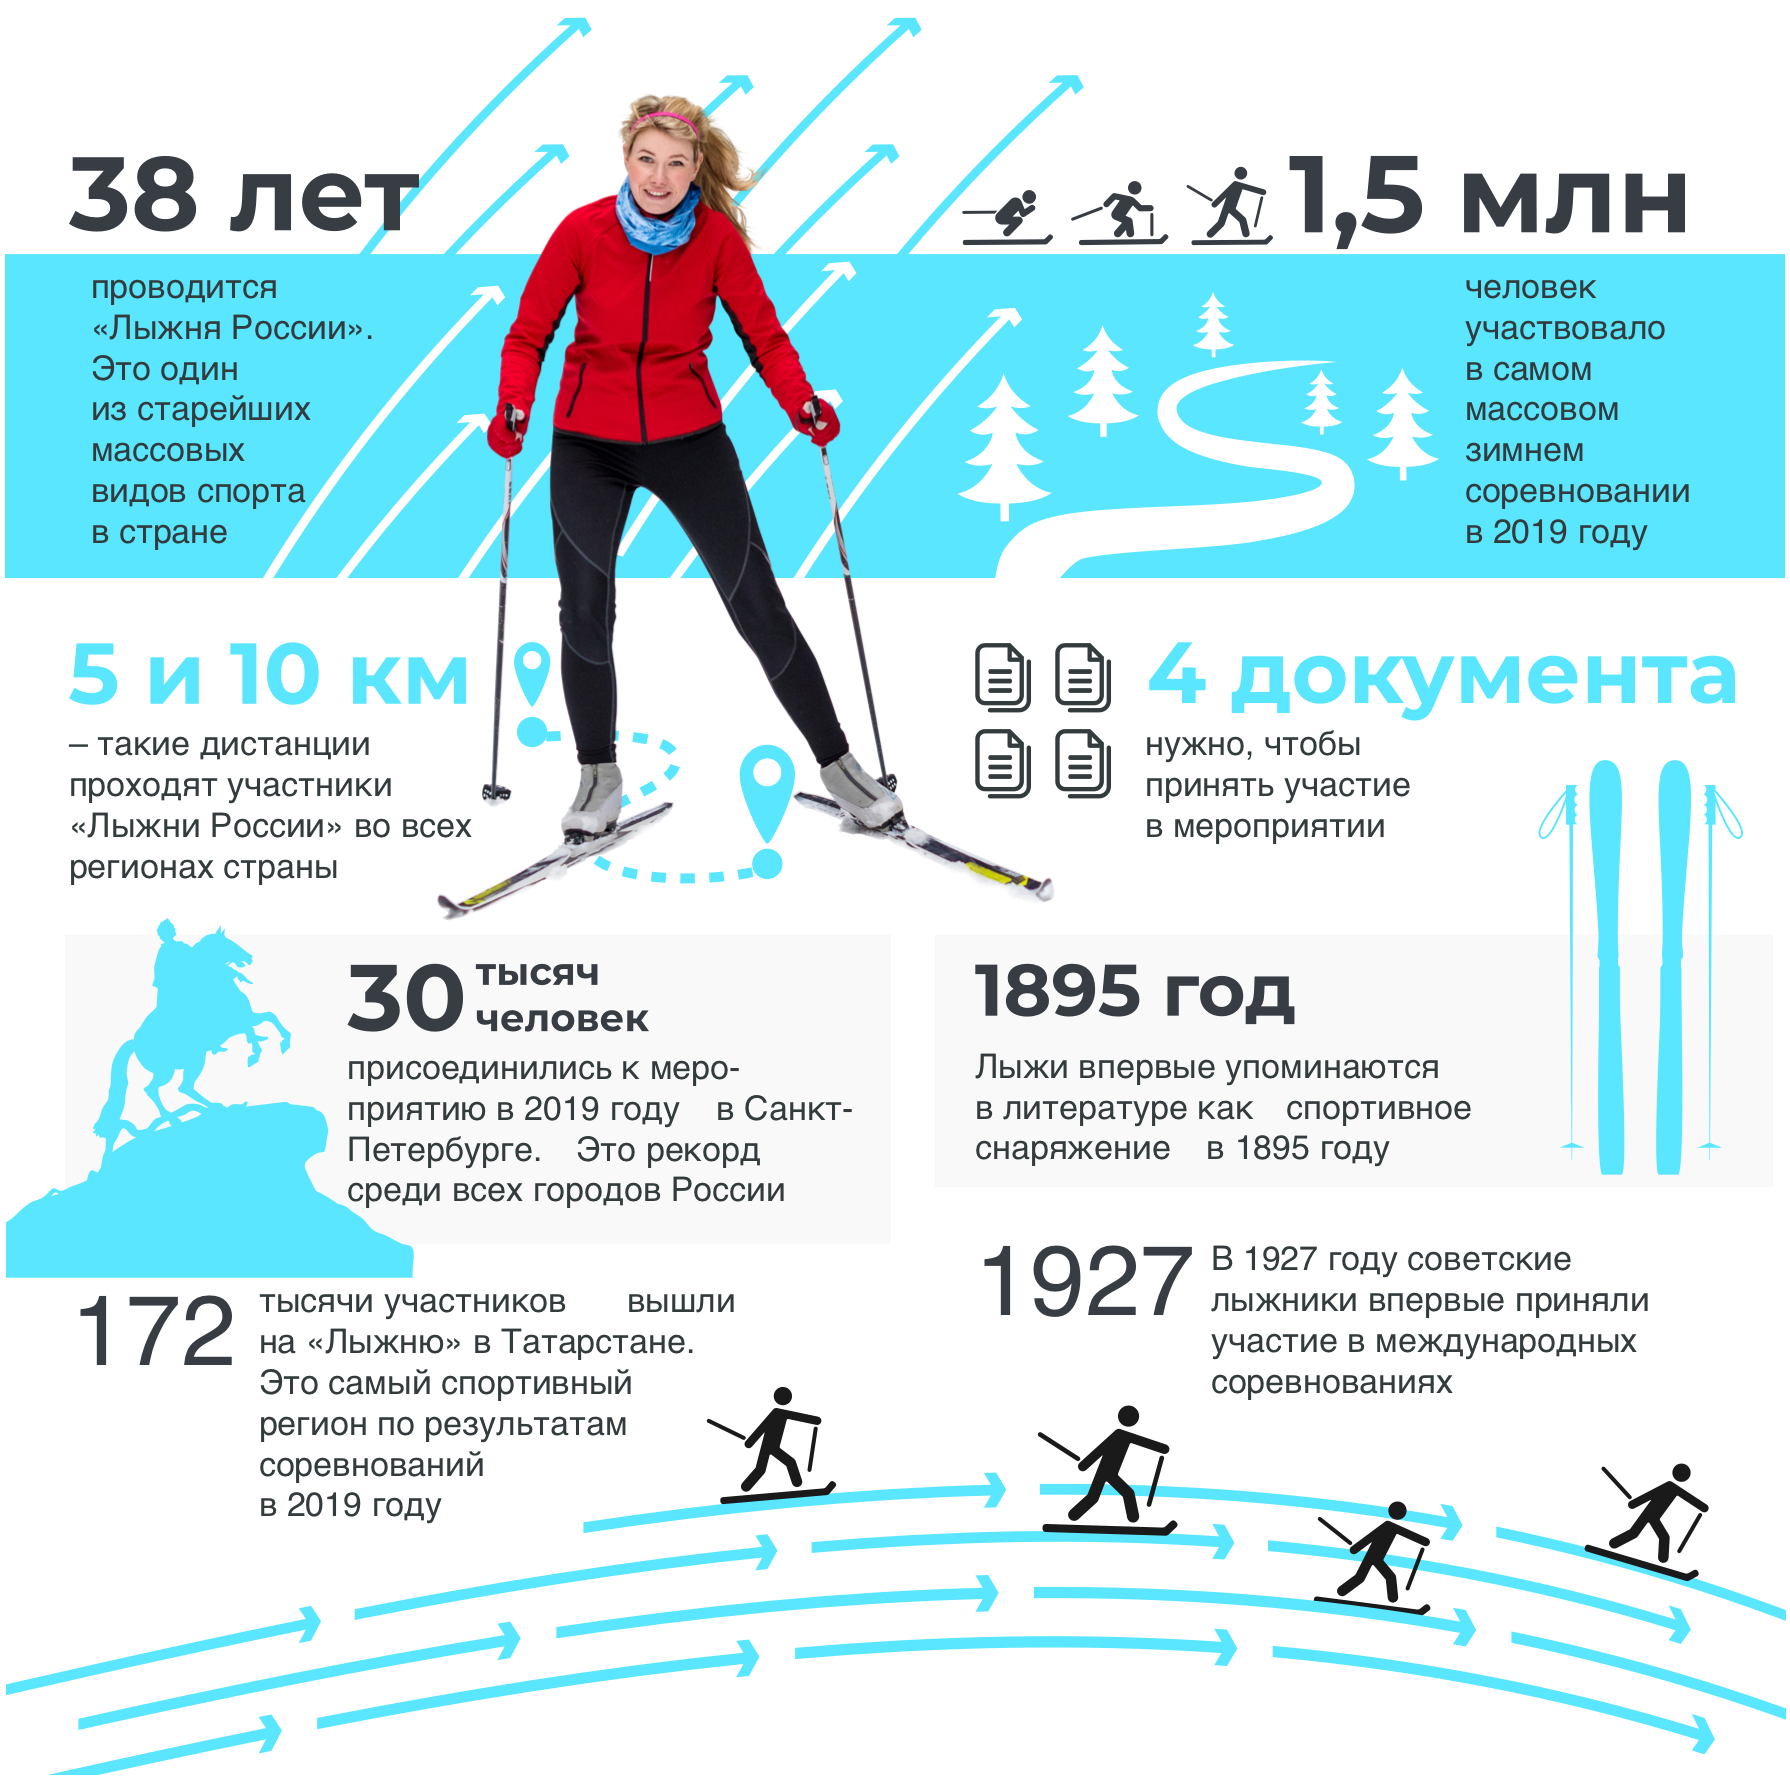 38 лет
проводится
«Лыжня России».
Это один
из старейших
массовых
видов спорта
в стране
1,5 млн
человек
участвовало
в самом
массовом
зимнем
соревновании
в 2019 году
5 и 10 км
– такие дистанции
проходят участники
«Лыжни России» во всех
регионах страны
4 документа
нужно, чтобы
принять участие
в мероприятии
30 тысяч
человек
присоединились к меро-
приятию в 2019 году в Санкт-
Петербурге. Это рекорд
среди всех городов России
1895 год
Лыжи впервые упоминаются
в литературе как спортивное
снаряжение в 1895 году
172
тысячи участников вышли
на «Лыжню» в Татарстане.
Это самый спортивный
регион по результатам
соревнований
в 2019 году
1927
В 1927 году советские
лыжники впервые приняли
участие в международных
соревнованиях